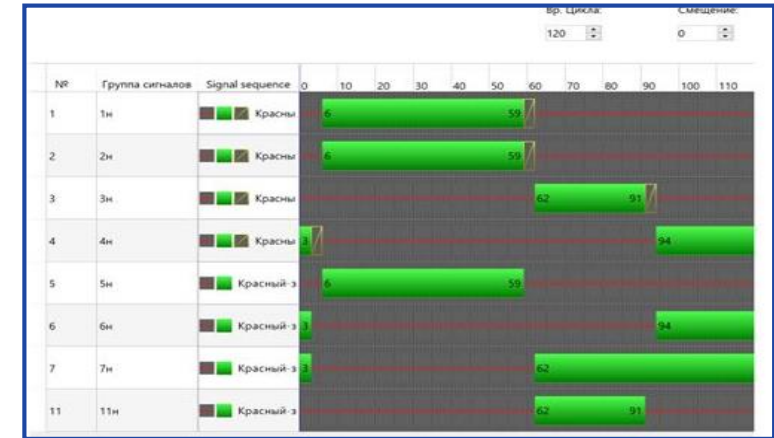 Вр. Цикла: Смещение:
120 0
№ Группа сигналов Signal sequence 0 10 20 30 40 50 60 70 80 90 100 110
1 1н Красны 6 59
2 2н Красны 6 59
3 3н Красны 62 91
4 4н Красны 3 94
5 5н Красный-з 6 59
6 6н Красный-з 3 94
7 7н Красный-з 3 62
11 11н Красный-з 62 91